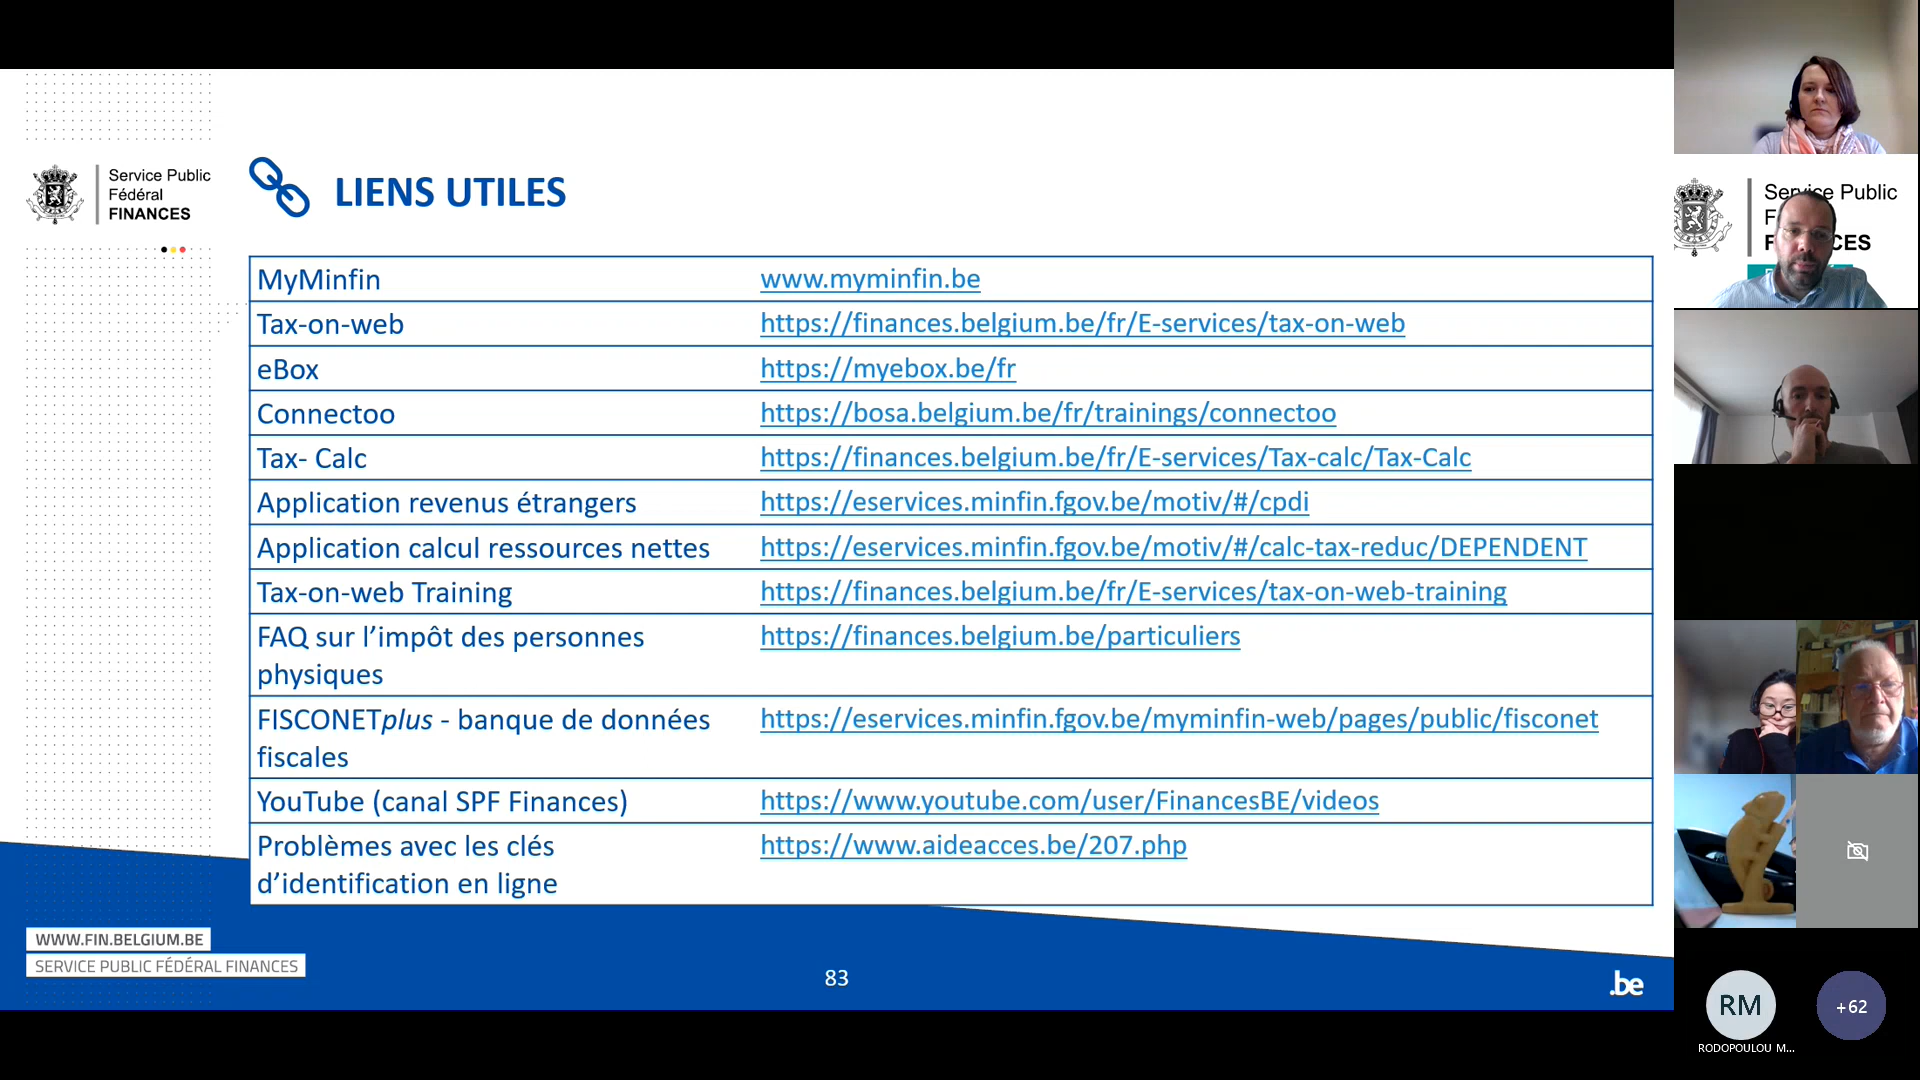 Service Public
Fédéral
FINANCES
LIENS UTILES
MyMinfin www.myminfin.be
Tax-on-web https://finances.belgium.be/fr/E-services/tax-on-web
eBox https://myebox.be/fr
Connectoo https://bosa.belgium.be/fr/trainings/connectoo
Tax- Calc https://finances.belgium.be/fr/E-services/Tax-calc/Tax-Calc
Application revenus étrangers https://eservices.minfin.fgov.be/motiv/#/cpdi
Application calcul ressources nettes https://eservices.minfin.fgov.be/motiv/#/calc-tax-reduc/DEPENDENT
Tax-on-web Training https://finances.belgium.be/fr/E-services/tax-on-web-training
FAQ sur l’impôt des personnes https://finances.belgium.be/particuliers
physiques
FISCONETplus - banque de données https://eservices.minfin.fgov.be/myminfin-web/pages/public/fisconet
fiscales
YouTube (canal SPF Finances) https://www.youtube.com/user/FinancesBE/videos
Problèmes avec les clés https://www.aideacces.be/207.php
d’identification en ligne
WWW.FIN.BELGIUM.BE
SERVICE PUBLIC FÉDÉRAL FINANCES
83
.be
Service Public
RM
+62
RODOPOULOU M...